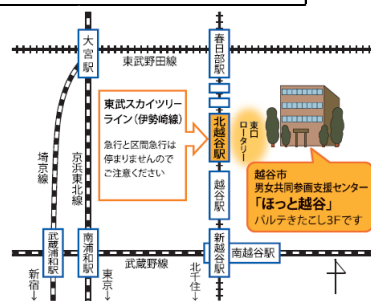 大宮駅
春日部駅
東武野田線
東武スカイツリー
ライン（伊勢崎線）
急行と区間急行は
停まりませんので
ご注意ください
北越谷駅
東口
ロータリー
埼京線
京浜東北線
越谷駅
越谷市
男女共同参画支援センター
「ほっと越谷」
パルテきたこし3Fです
武蔵浦和駅
南浦和駅
武蔵野線
新越谷駅
南越谷駅
新宿↓
東京↓
北千住↓